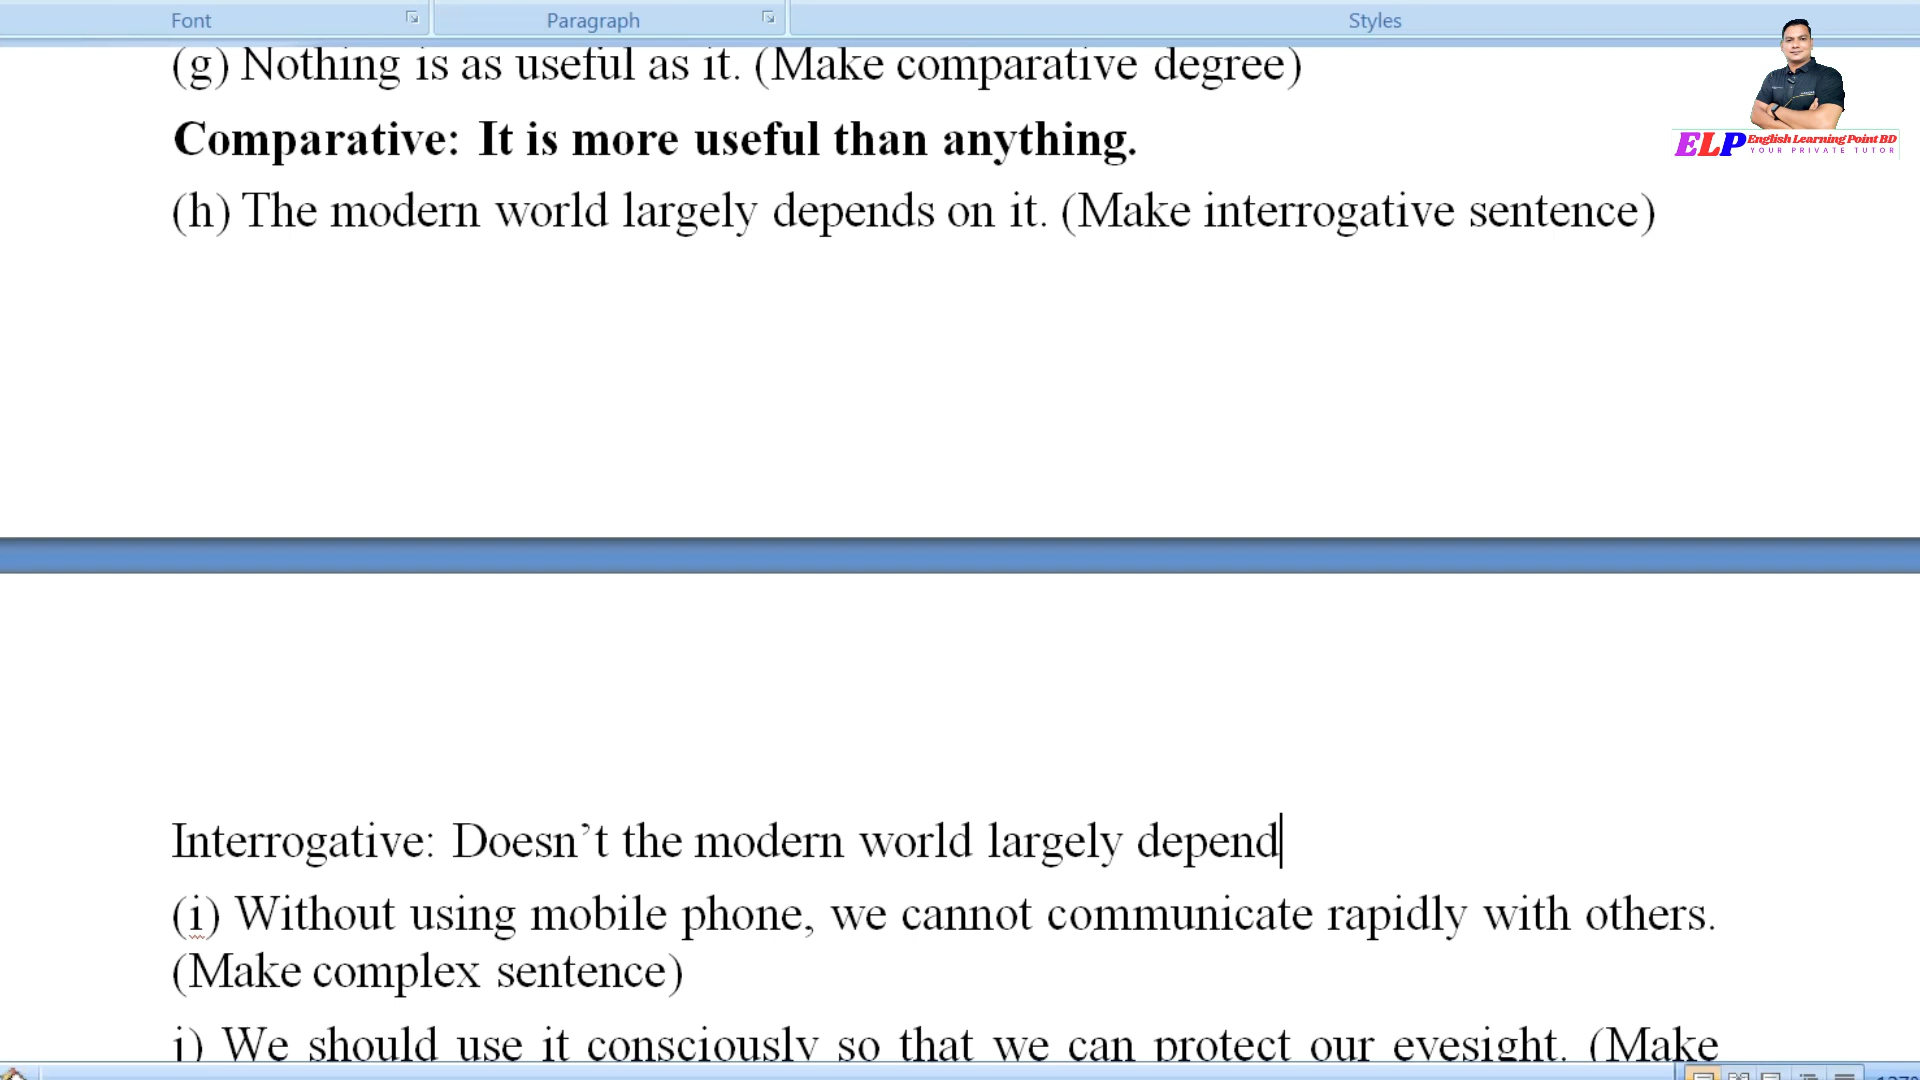 Font Paragraph Styles
(g) Nothing is as useful as it. (Make comparative degree)
Comparative: It is more useful than anything.
ELP English Learning Point BD
YOUR PRIVATE TUTOR
(h) The modern world largely depends on it. (Make interrogative sentence)
Interrogative: Doesn’t the modern world largely depend
(i) Without using mobile phone, we cannot communicate rapidly with others.
(Make complex sentence)
j) We should use it consciously so that we can protect our eyesight. (Make